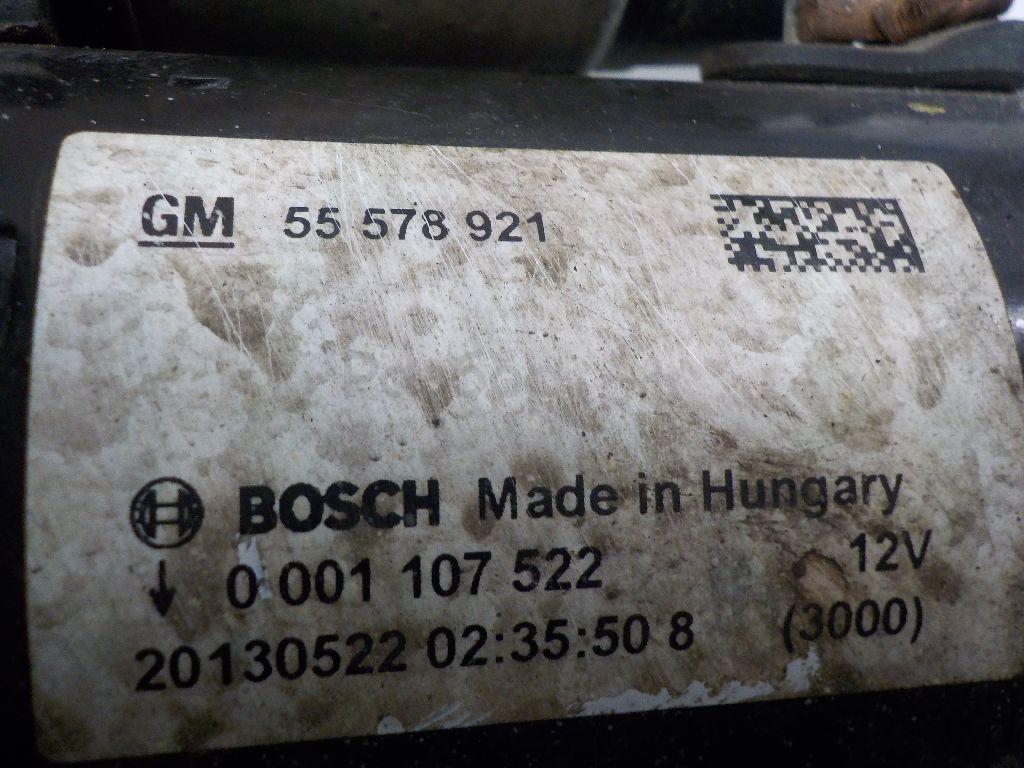 GM 55 578 921
BOSCH Made in Hungary
↓ 0 001 107 522 12V
20130522 02:35:50 8 (3000)